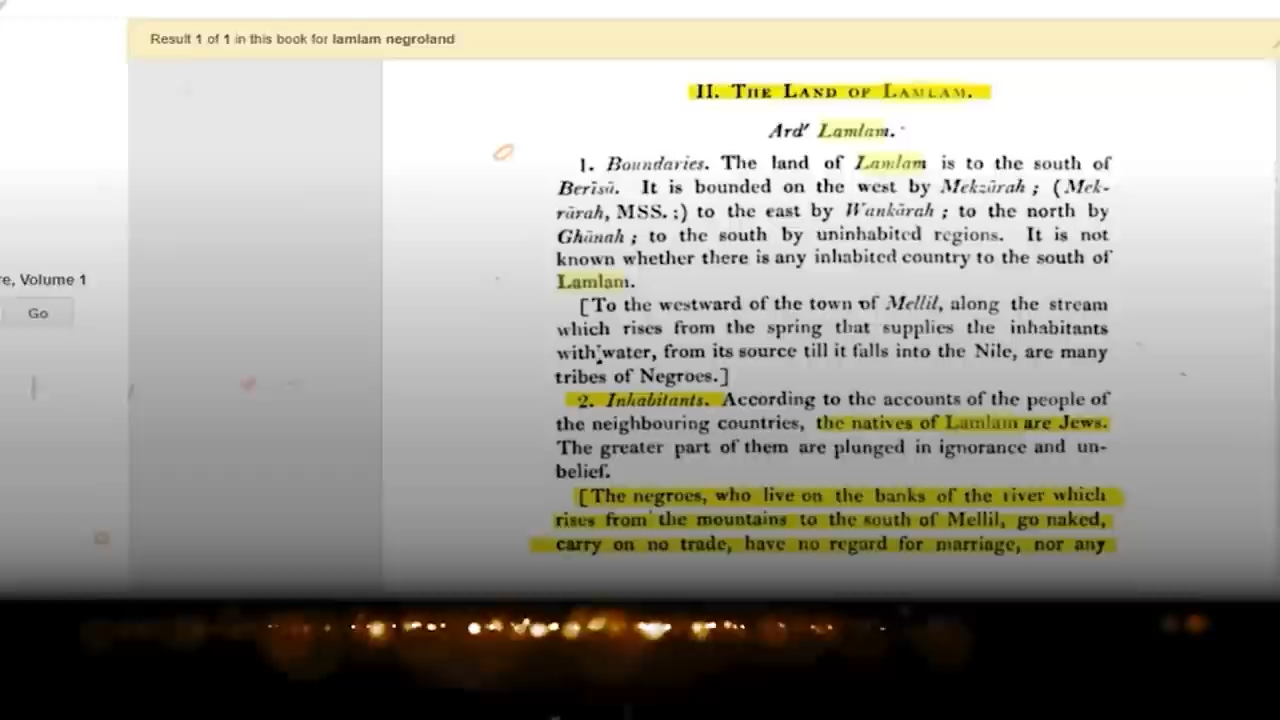 Result 1 of 1 in this book for lamlam negroland
re, Volume 1
Go
II. THE LAND OF LAMLAM.
Ard' Lamlam.
1. Boundaries. The land of Lamlam is to the south of
Berīsā. It is bounded on the west by Mekzārah; (Mek-
rārah, MSS.;) to the east by Wankārah; to the north by
Ghānah; to the south by uninhabited regions. It is not
known whether there is any inhabited country to the south of
Lamlam.
[To the westward of the town of Mellil, along the stream
which rises from the spring that supplies the inhabitants
with water, from its source till it falls into the Nile, are many
tribes of Negroes.]
2. Inhabitants. According to the accounts of the people of
the neighbouring countries, the natives of Lamlam are Jews.
The greater part of them are plunged in ignorance and un-
belief.
[The negroes, who live on the banks of the river which
rises from the mountains to the south of Mellil, go naked,
carry on no trade, have no regard for marriage, nor any